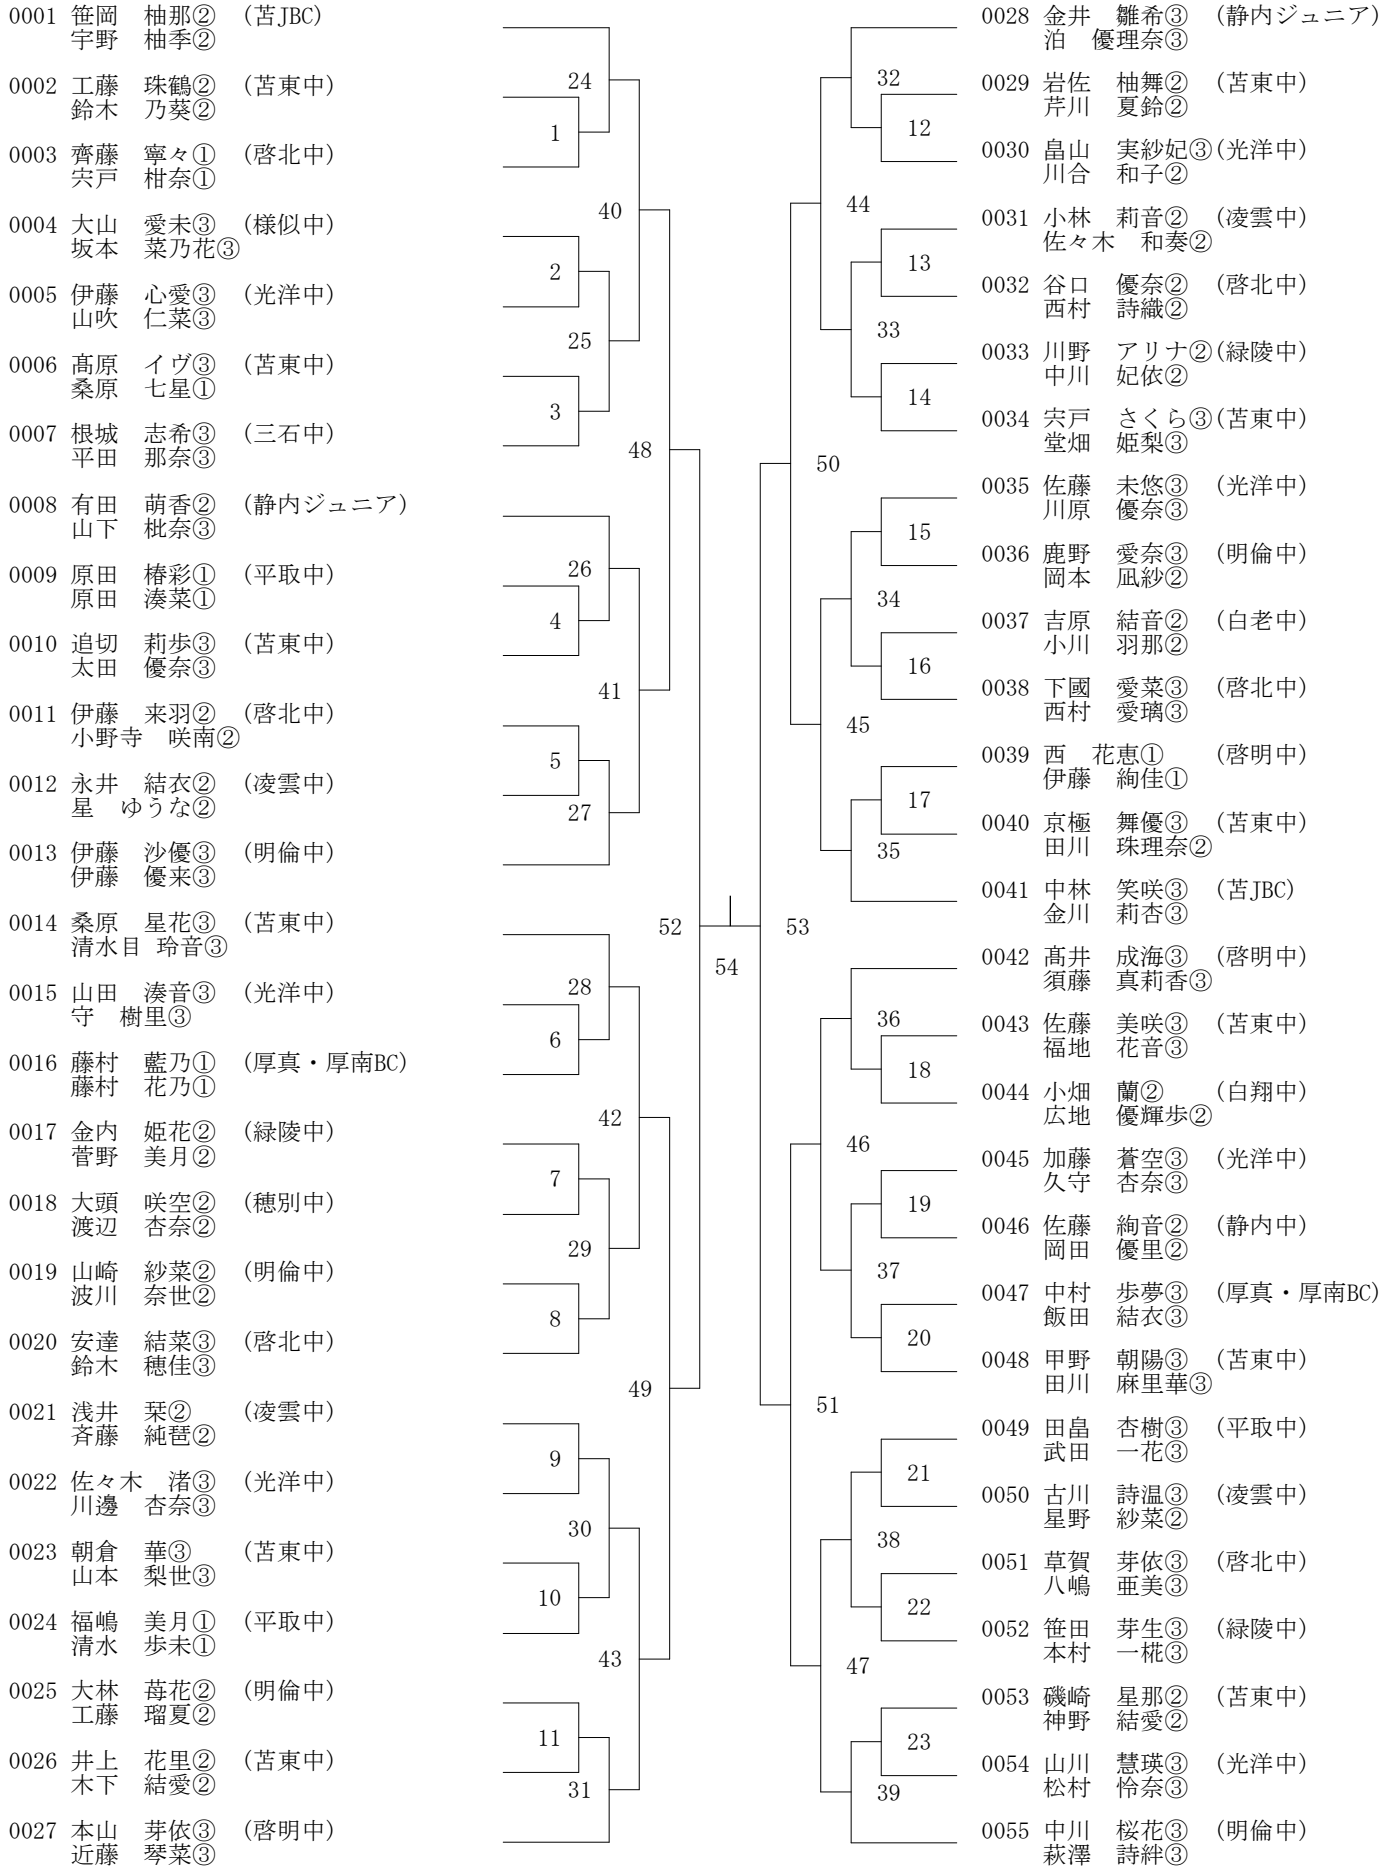 0001 笹岡　柚那②　(苫JBC)
宇野　柚季②
0002 工藤　珠鶴②　(苫東中)
鈴木　乃葵②
0003 齊藤　寧々①　(啓北中)
宍戸　柑奈①
0004 大山　愛未③　(様似中)
坂本　菜乃花③
0005 伊藤　心愛③　(光洋中)
山吹　仁菜③
0006 髙原　イヴ③　(苫東中)
桑原　七星①
0007 根城　志希③　(三石中)
平田　那奈③
0008 有田　萌香②　(静内ジュニア)
山下　枇奈③
0009 原田　椿彩①　(平取中)
原田　湊菜①
0010 追切　莉歩③　(苫東中)
太田　優奈③
0011 伊藤　来羽②　(啓北中)
小野寺　咲南②
0012 永井　結衣②　(凌雲中)
星　ゆうな②
0013 伊藤　沙優③　(明倫中)
伊藤　優来③
0014 桑原　星花③　(苫東中)
清水目 玲音③
0015 山田　湊音③　(光洋中)
守　樹里③
0016 藤村　藍乃①　(厚真・厚南BC)
藤村　花乃①
0017 金内　姫花②　(緑陵中)
菅野　美月②
0018 大頭　咲空②　(穂別中)
渡辺　杏奈②
0019 山崎　紗菜②　(明倫中)
波川　奈世②
0020 安達　結菜③　(啓北中)
鈴木　穂佳③
0021 浅井　栞②　(凌雲中)
斉藤　純琶②
0022 佐々木　渚③　(光洋中)
川邊　杏奈③
0023 朝倉　華③　(苫東中)
山本　梨世③
0024 福嶋　美月①　(平取中)
清水　歩未①
0025 大林　苺花②　(明倫中)
工藤　瑠夏②
0026 井上　花里②　(苫東中)
木下　結愛②
0027 本山　芽依③　(啓明中)
近藤　琴菜③
24
1
40
2
25
3
48
26
4
41
5
27
52
28
6
42
7
29
8
49
9
30
10
43
11
31
54
32
12
44
13
33
14
50
15
34
16
45
17
35
53
36
18
46
19
37
20
51
21
38
22
47
23
39
0028 金井　雛希③　(静内ジュニア)
泊　優理奈③
0029 岩佐　柚舞②　(苫東中)
芹川　夏鈴②
0030 畠山　実紗妃③(光洋中)
川合　和子②
0031 小林　莉音②　(凌雲中)
佐々木　和奏②
0032 谷口　優奈②　(啓北中)
西村　詩織②
0033 川野　アリナ②(緑陵中)
中川　妃依②
0034 宍戸　さくら③(苫東中)
堂畑　姫梨③
0035 佐藤　未悠③　(光洋中)
川原　優奈③
0036 鹿野　愛奈③　(明倫中)
岡本　凪紗②
0037 吉原　結音②　(白老中)
小川　羽那②
0038 下國　愛菜③　(啓北中)
西村　愛璃③
0039 西　花恵①　(啓明中)
伊藤　絢佳①
0040 京極　舞優③　(苫東中)
田川　珠理奈②
0041 中林　笑咲③　(苫JBC)
金川　莉杏③
0042 髙井　成海③　(啓明中)
須藤　真莉香③
0043 佐藤　美咲③　(苫東中)
福地　花音③
0044 小畑　蘭②　(白翔中)
広地　優輝歩②
0045 加藤　蒼空③　(光洋中)
久守　杏奈③
0046 佐藤　絢音②　(静内中)
岡田　優里②
0047 中村　歩夢③　(厚真・厚南BC)
飯田　結衣③
0048 甲野　朝陽③　(苫東中)
田川　麻里華③
0049 田畠　杏樹③　(平取中)
武田　一花③
0050 古川　詩温③　(凌雲中)
星野　紗菜②
0051 草賀　芽依③　(啓北中)
八嶋　亜美③
0052 笹田　芽生③　(緑陵中)
本村　一椛③
0053 磯崎　星那②　(苫東中)
神野　結愛②
0054 山川　慧瑛③　(光洋中)
松村　怜奈③
0055 中川　桜花③　(明倫中)
萩澤　詩絆③